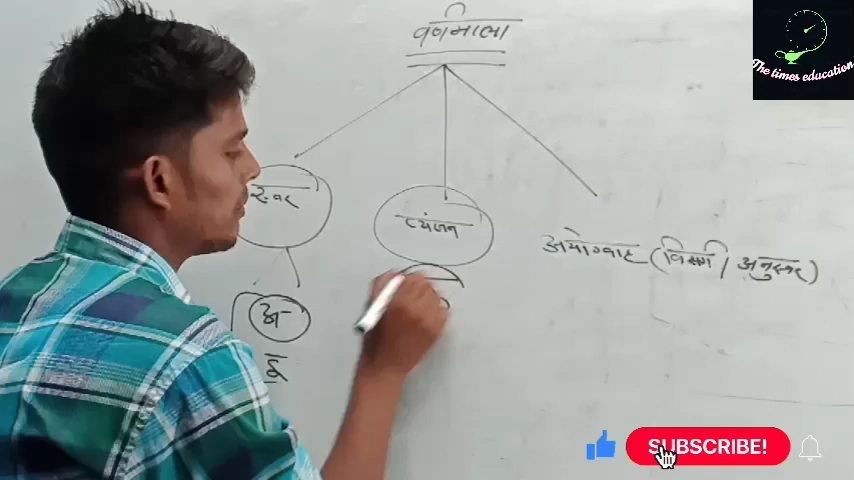 वर्णमाला
The times education
स्वर
व्यंजन
अयोगवाह (विसर्ग, अनुस्वार)
अ
SUBSCRIBE!